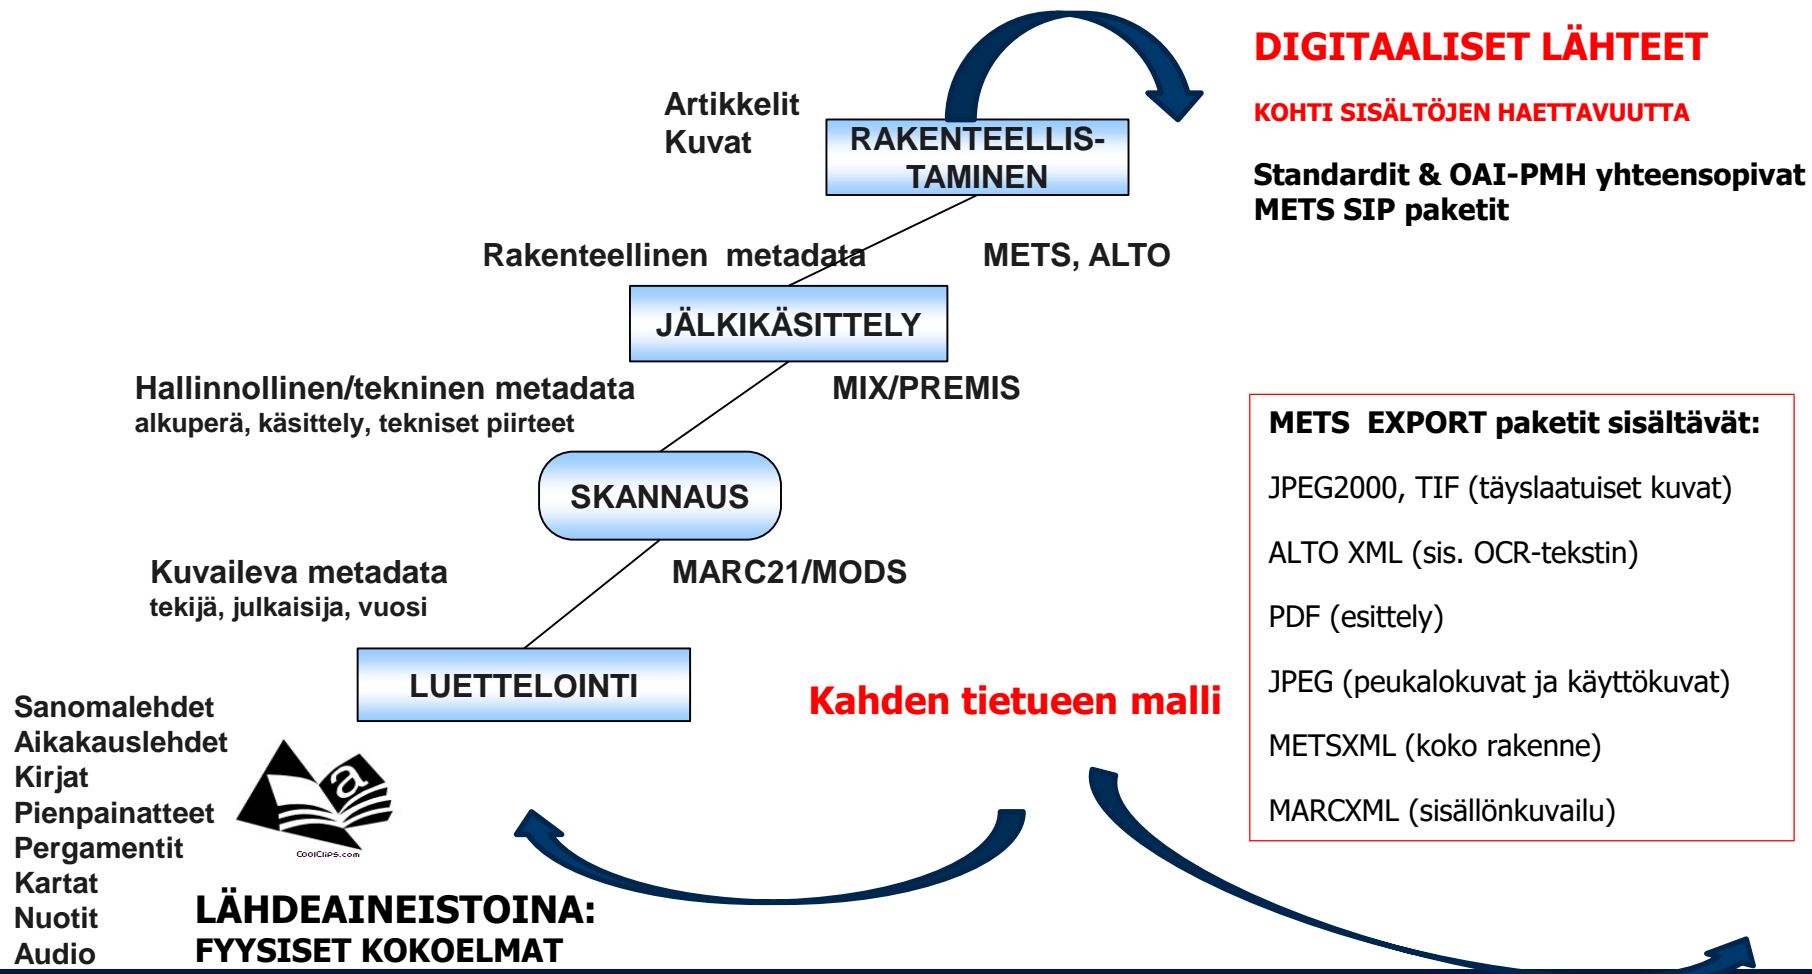 DIGITAALISET LÄHTEET
KOHTI SISÄLTÖJEN HAETTAVUUTTA
Standardit & OAI-PMH yhteensopivat
METS SIP paketit
Artikkelit
Kuvat
RAKENTEELLIS-
TAMINEN
Rakenteellinen metadata
METS, ALTO
JÄLKIKÄSITTELY
Hallinnollinen/tekninen metadata
alkuperä, käsittely, tekniset piirteet
MIX/PREMIS
SKANNAUS
Kuvaileva metadata
tekijä, julkaisija, vuosi
MARC21/MODS
LUETTELOINTI
Kahden tietueen malli
METS EXPORT paketit sisältävät:
JPEG2000, TIF (täyslaatuiset kuvat)
ALTO XML (sis. OCR-tekstin)
PDF (esittely)
JPEG (peukalokuvat ja käyttökuvat)
METSXML (koko rakenne)
MARCXML (sisällönkuvailu)
Sanomalehdet
Aikakauslehdet
Kirjat
Pienpainatteet
Pergamentit
Kartat
Nuotit
Audio
a
CoolClips.com
LÄHDEAINEISTOINA:
FYYSISET KOKOELMAT